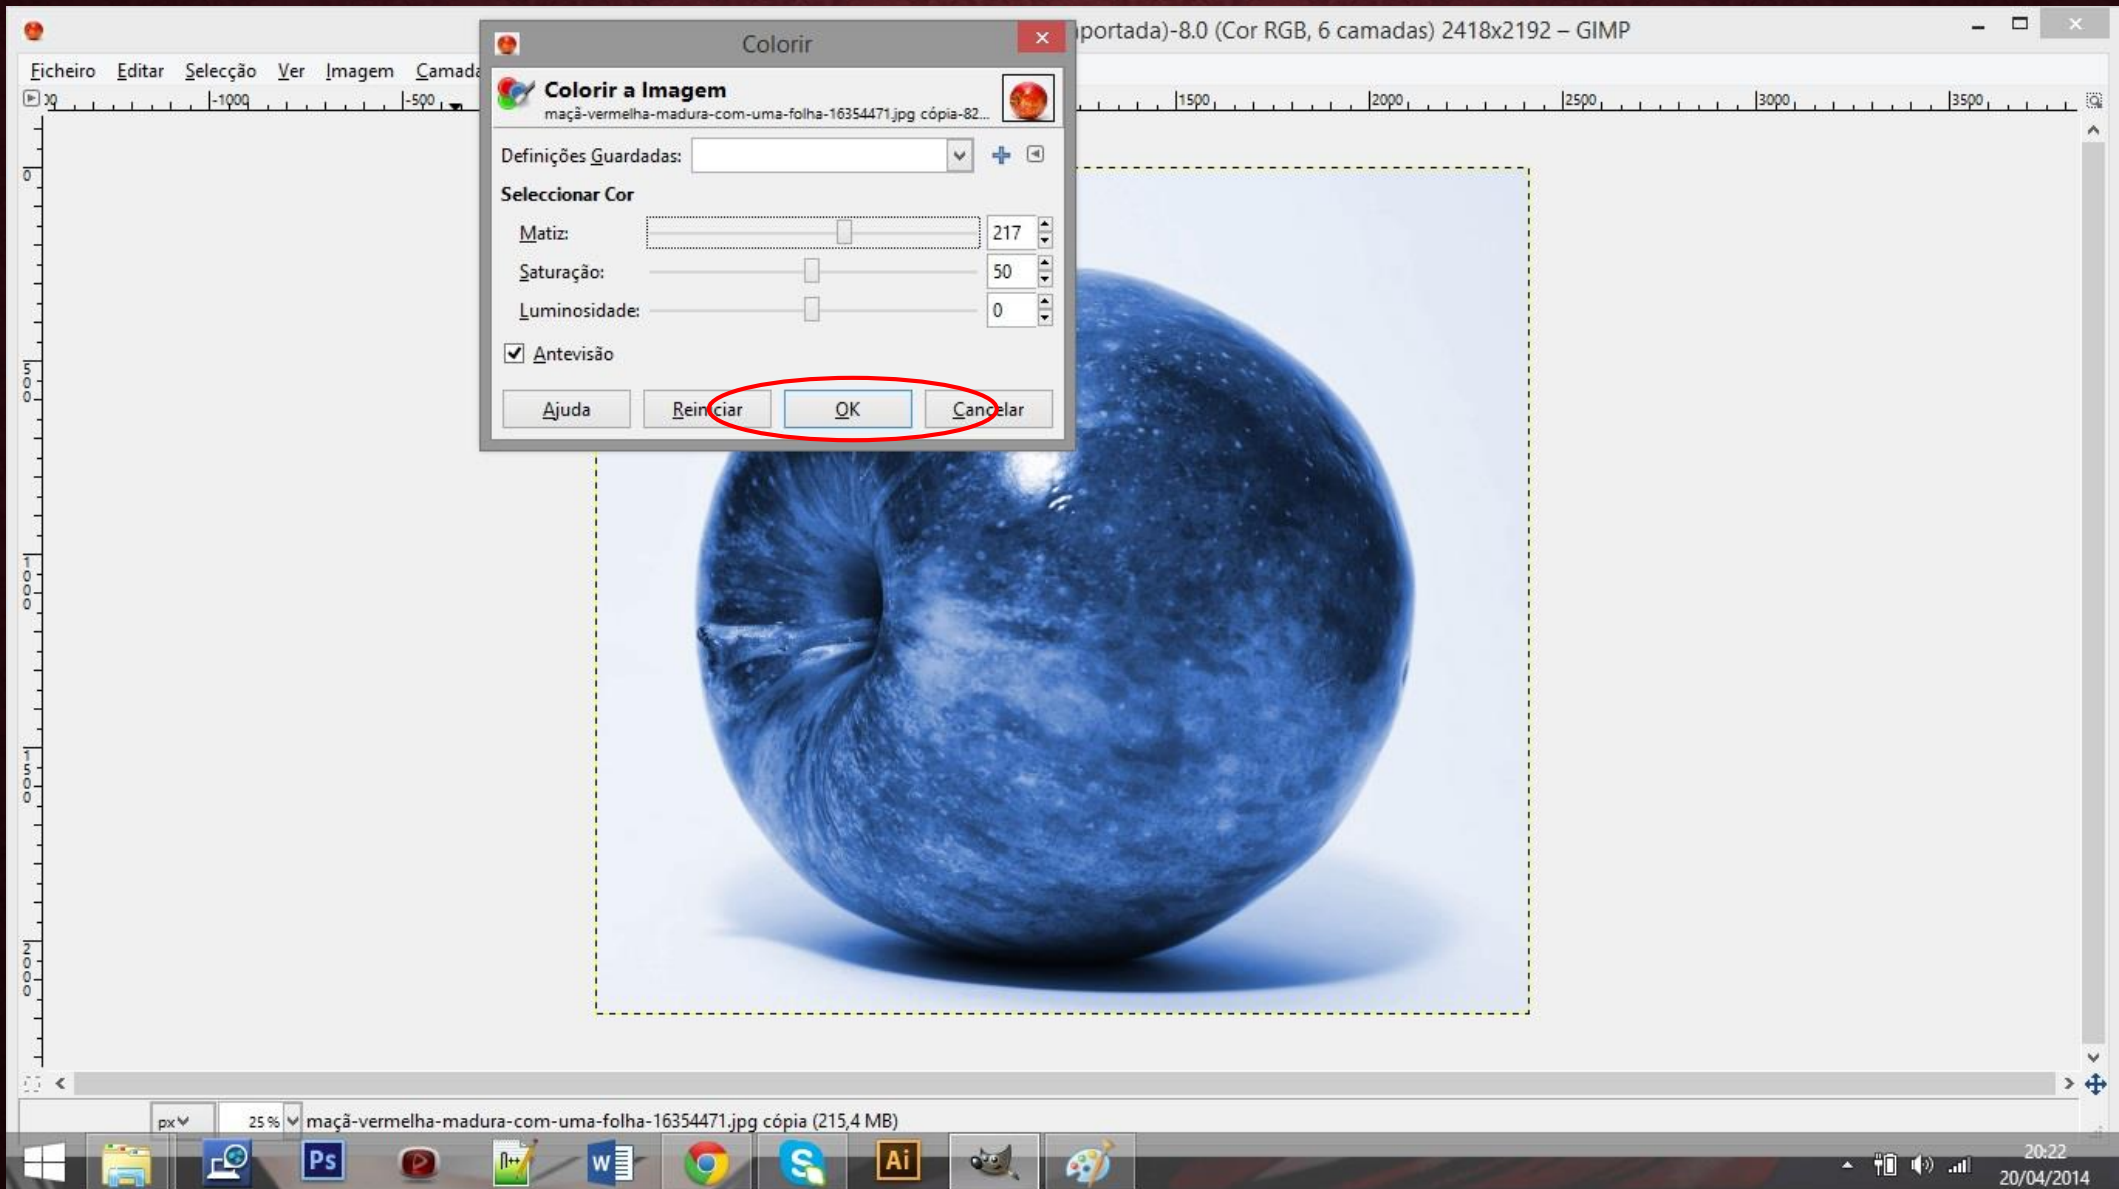 portada)-8.0 (Cor RGB, 6 camadas) 2418x2192 – GIMP
Colorir
Ficheiro Editar Selecção Ver Imagem Camada
-1000 -500 1500 2000 2500 3000 3500
Colorir a Imagem
maçã-vermelha-madura-com-uma-folha-16354471.jpg cópia-82...
Definições Guardadas:
Seleccionar Cor
Matiz: 217
Saturação: 50
Luminosidade: 0
Antevisão
Ajuda Reiniciar OK Cancelar
0
500
1000
1500
2000
px 25 % maçã-vermelha-madura-com-uma-folha-16354471.jpg cópia (215,4 MB)
Ps n++ W S Ai
20:22
20/04/2014